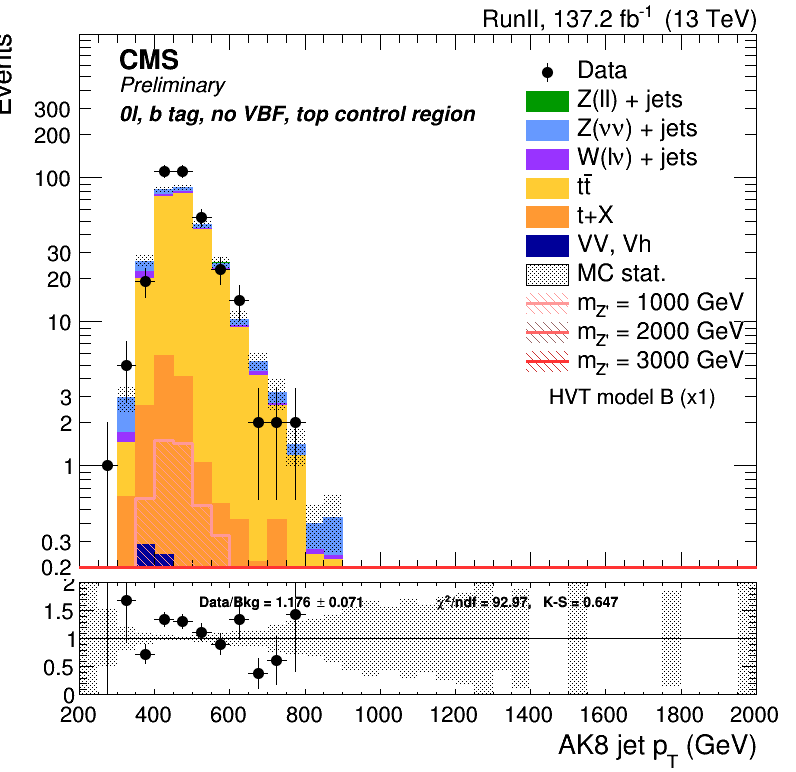 RunII, 137.2 fb⁻¹ (13 TeV)
Events
CMS
Preliminary
0l, b tag, no VBF, top control region
Data
Z(ll) + jets
Z(νν) + jets
W(lν) + jets
tt̄
t+X
VV, Vh
MC stat.
m_Z' = 1000 GeV
m_Z' = 2000 GeV
m_Z' = 3000 GeV
HVT model B (x1)
300
200
100
30
20
10
3
2
1
0.3
0.2
Data/Bkg = 1.176 ± 0.071
χ²/ndf = 92.97, K-S = 0.647
2
1.5
1
0.5
0
200 400 600 800 1000 1200 1400 1600 1800 2000
AK8 jet p_T (GeV)